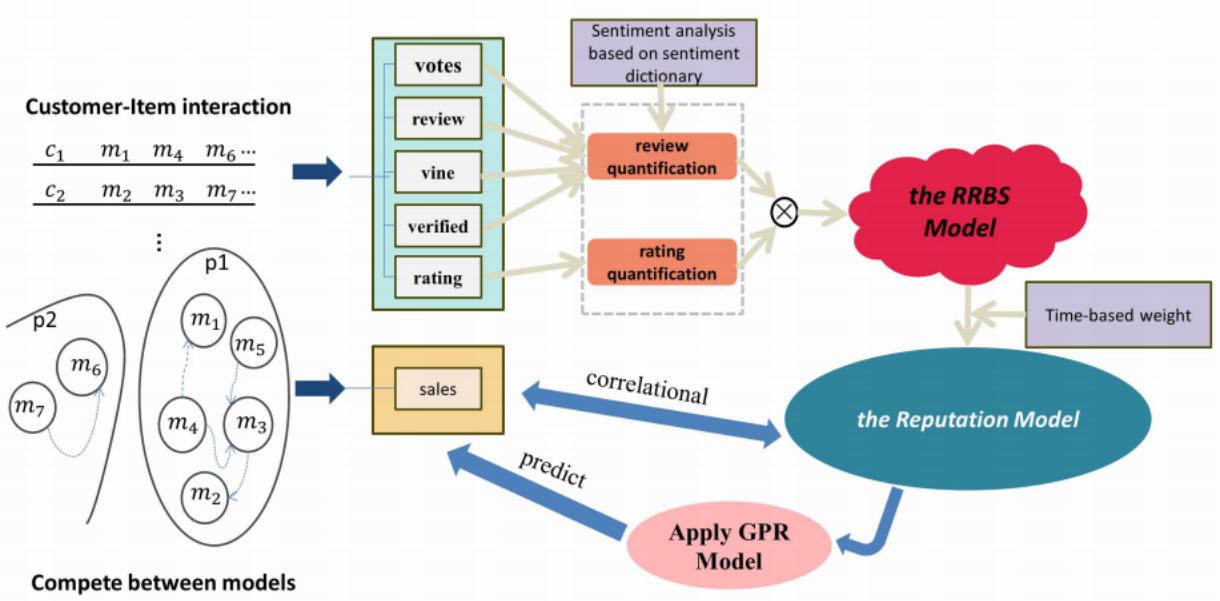 Customer-Item interaction
c₁ m₁ m₄ m₆ ...
c₂ m₂ m₃ m₇ ...
⋮
p2
m₆
m₇
p1
m₁
m₅
m₄
m₃
m₂
Compete between models
votes
review
vine
verified
rating
sales
Sentiment analysis
based on sentiment
dictionary
review
quantification
rating
quantification
the RRBS
Model
Time-based weight
the Reputation Model
correlational
predict
Apply GPR
Model